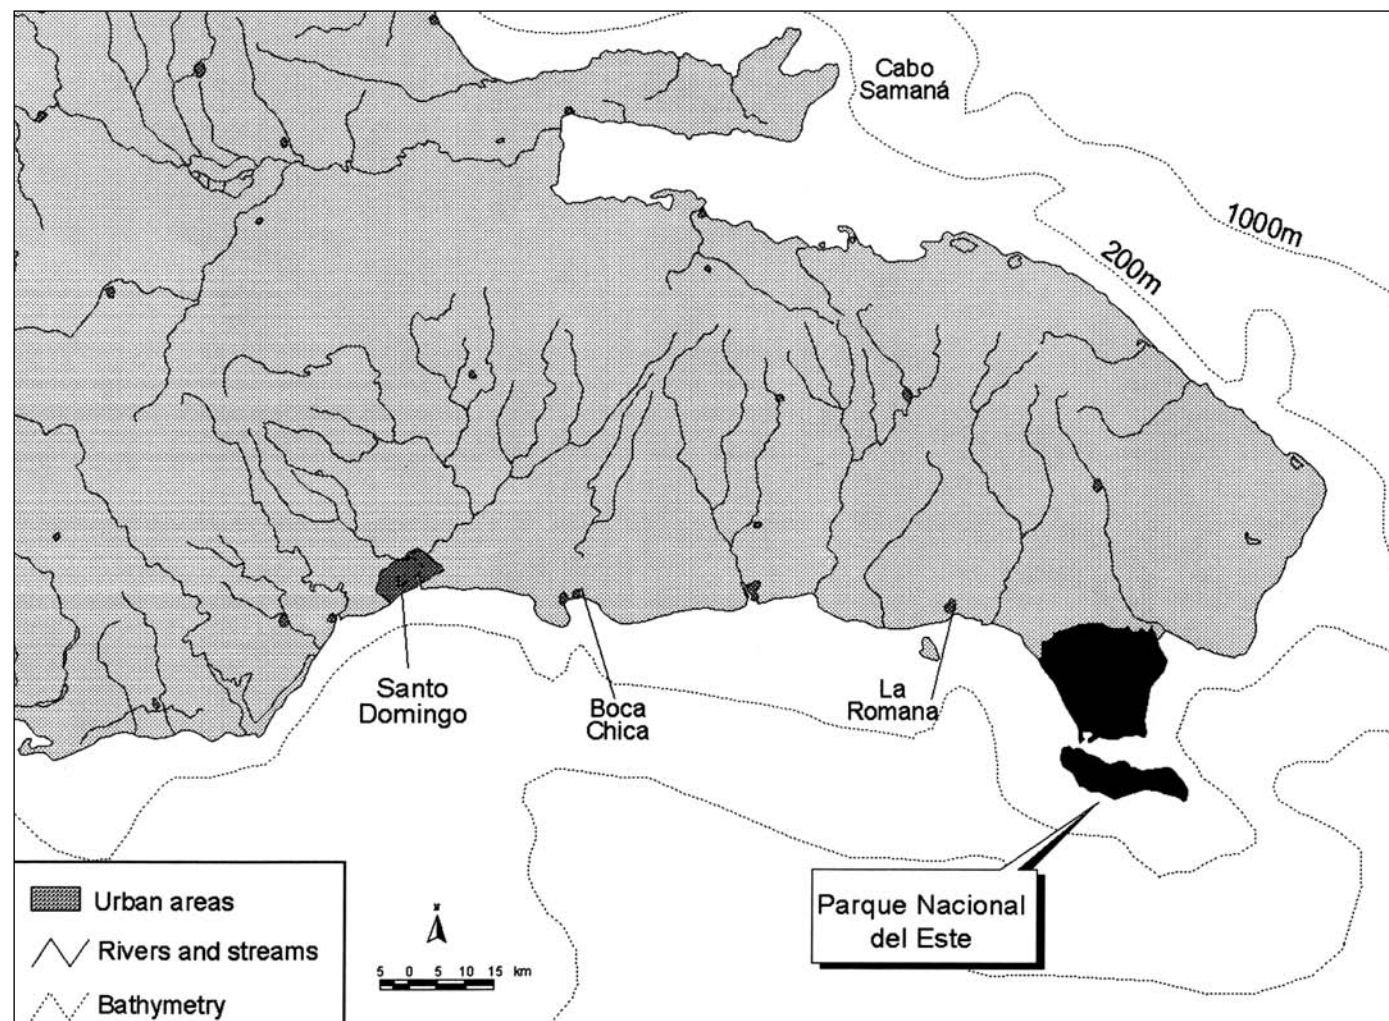 Cabo
Samaná
1000m
200m
Santo
Domingo
Boca
Chica
La
Romana
Parque Nacional
del Este
Urban areas
Rivers and streams
Bathymetry
5 0 5 10 15 km